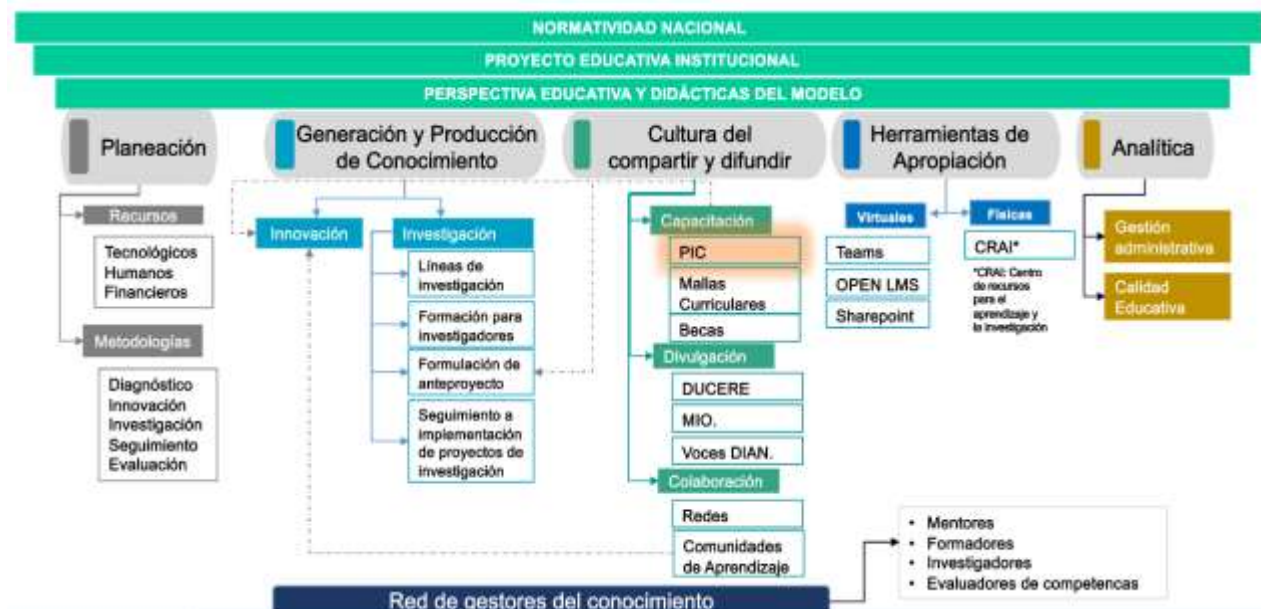 NORMATIVIDAD NACIONAL
PROYECTO EDUCATIVA INSTITUCIONAL
PERSPECTIVA EDUCATIVA Y DIDÁCTICAS DEL MODELO
Planeación
Recursos
Tecnológicos
Humanos
Financieros
Metodologías
Diagnóstico
Innovación
Investigación
Seguimiento
Evaluación
Generación y Producción
de Conocimiento
Innovación
Investigación
Líneas de
investigación
Formación para
investigadores
Formulación de
anteproyecto
Seguimiento a
implementación
de proyectos de
investigación
Cultura del
compartir y difundir
Capacitación
PIC
Mallas
Curriculares
Becas
Divulgación
DUCERE
MIO.
Voces DIAN.
Colaboración
Redes
Comunidades
de Aprendizaje
Herramientas de
Apropiación
Virtuales
Teams
OPEN LMS
Sharepoint
Físicas
CRAI*
*CRAI: Centro
de recursos
para el
aprendizaje y
la investigación
Analítica
Gestión
administrativa
Calidad
Educativa
Red de gestores del conocimiento
• Mentores
• Formadores
• Investigadores
• Evaluadores de competencas